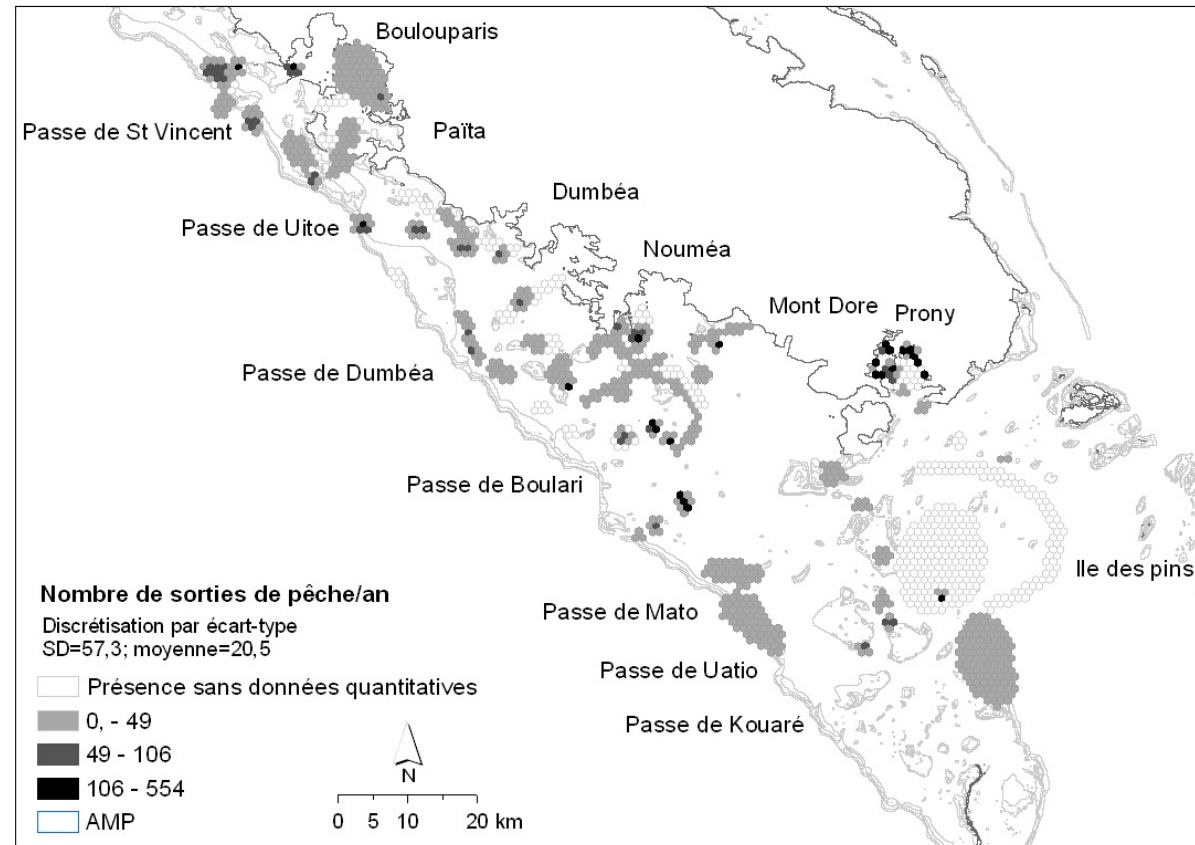 Boulouparis
Passe de St Vincent
Païta
Dumbéa
Passe de Uitoe
Nouméa
Mont Dore
Prony
Passe de Dumbéa
Passe de Boulari
Ile des pins
Passe de Mato
Passe de Uatio
Passe de Kouaré
Nombre de sorties de pêche/an
Discrétisation par écart-type
SD=57,3; moyenne=20,5
Présence sans données quantitatives
0, - 49
49 - 106
106 - 554
AMP
N
0 5 10 20 km